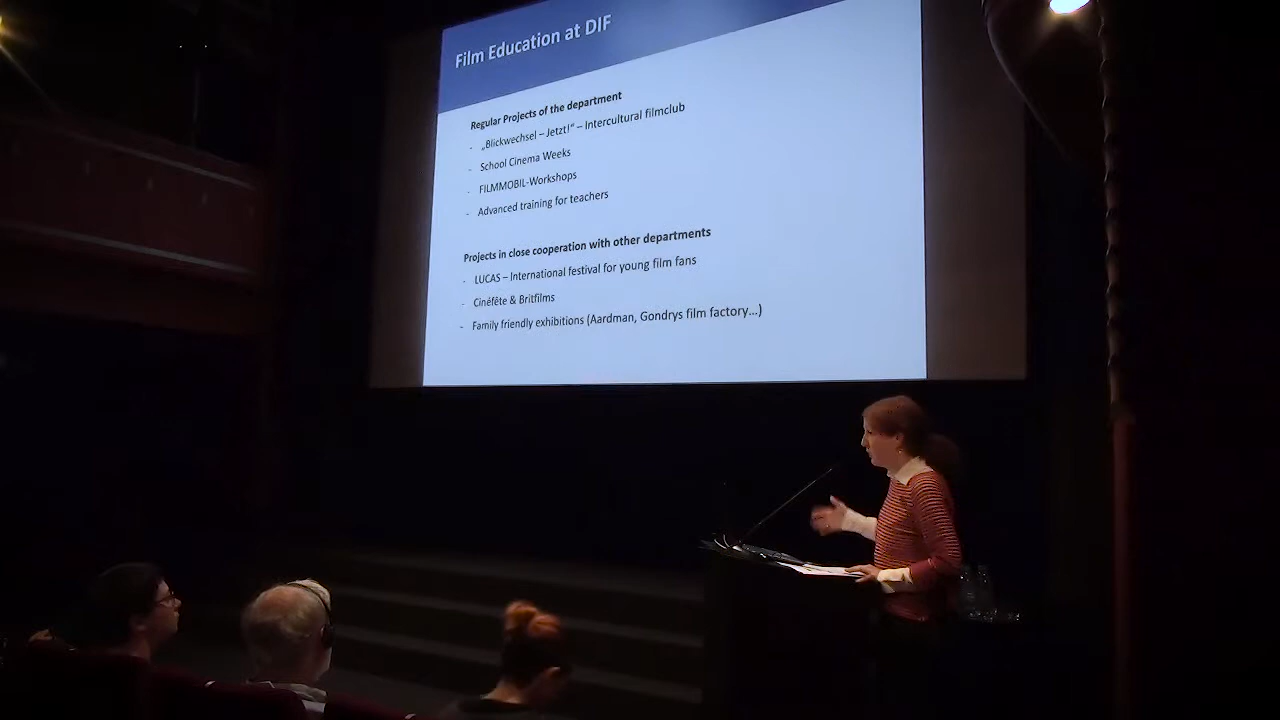 Film Education at DIF
Regular Projects of the department
- „Blickwechsel – Jetzt!“ – Intercultural filmclub
- School Cinema Weeks
- FILMMOBIL-Workshops
- Advanced training for teachers
Projects in close cooperation with other departments
- LUCAS – International festival for young film fans
- Cinéfête & Britfilms
- Family friendly exhibitions (Aardman, Gondrys film factory...)